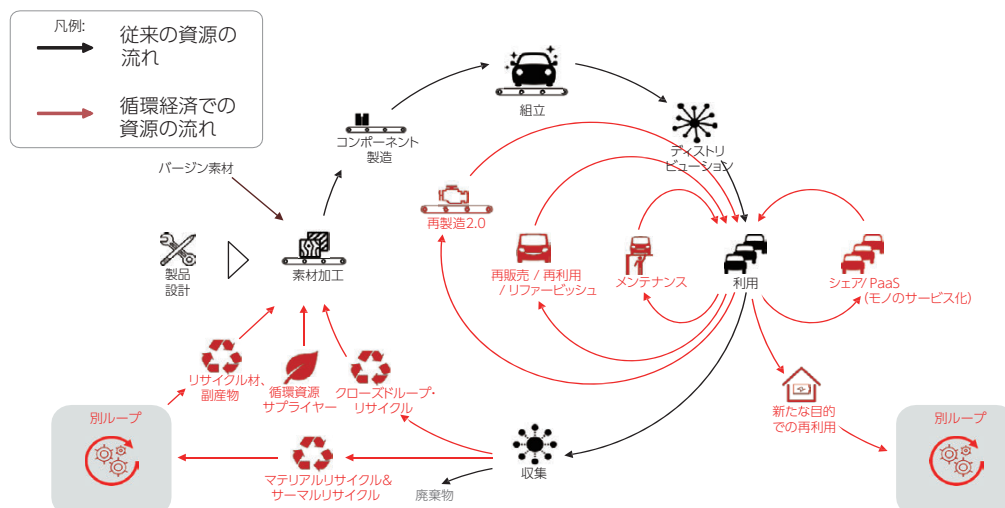 凡例:
従来の資源の
流れ
循環経済での
資源の流れ
組立
コンポーネント
製造
ディストリ
ビューション
バージン素材
製品
設計
素材加工
再製造2.0
再販売 / 再利用
/ リファービッシュ
メンテナンス
利用
シェア/ PaaS
(モノのサービス化)
リサイクル材、
副産物
循環資源
サプライヤー
クローズドループ・
リサイクル
新たな目的
での再利用
別ループ
マテリアルリサイクル&
サーマルリサイクル
収集
廃棄物
別ループ